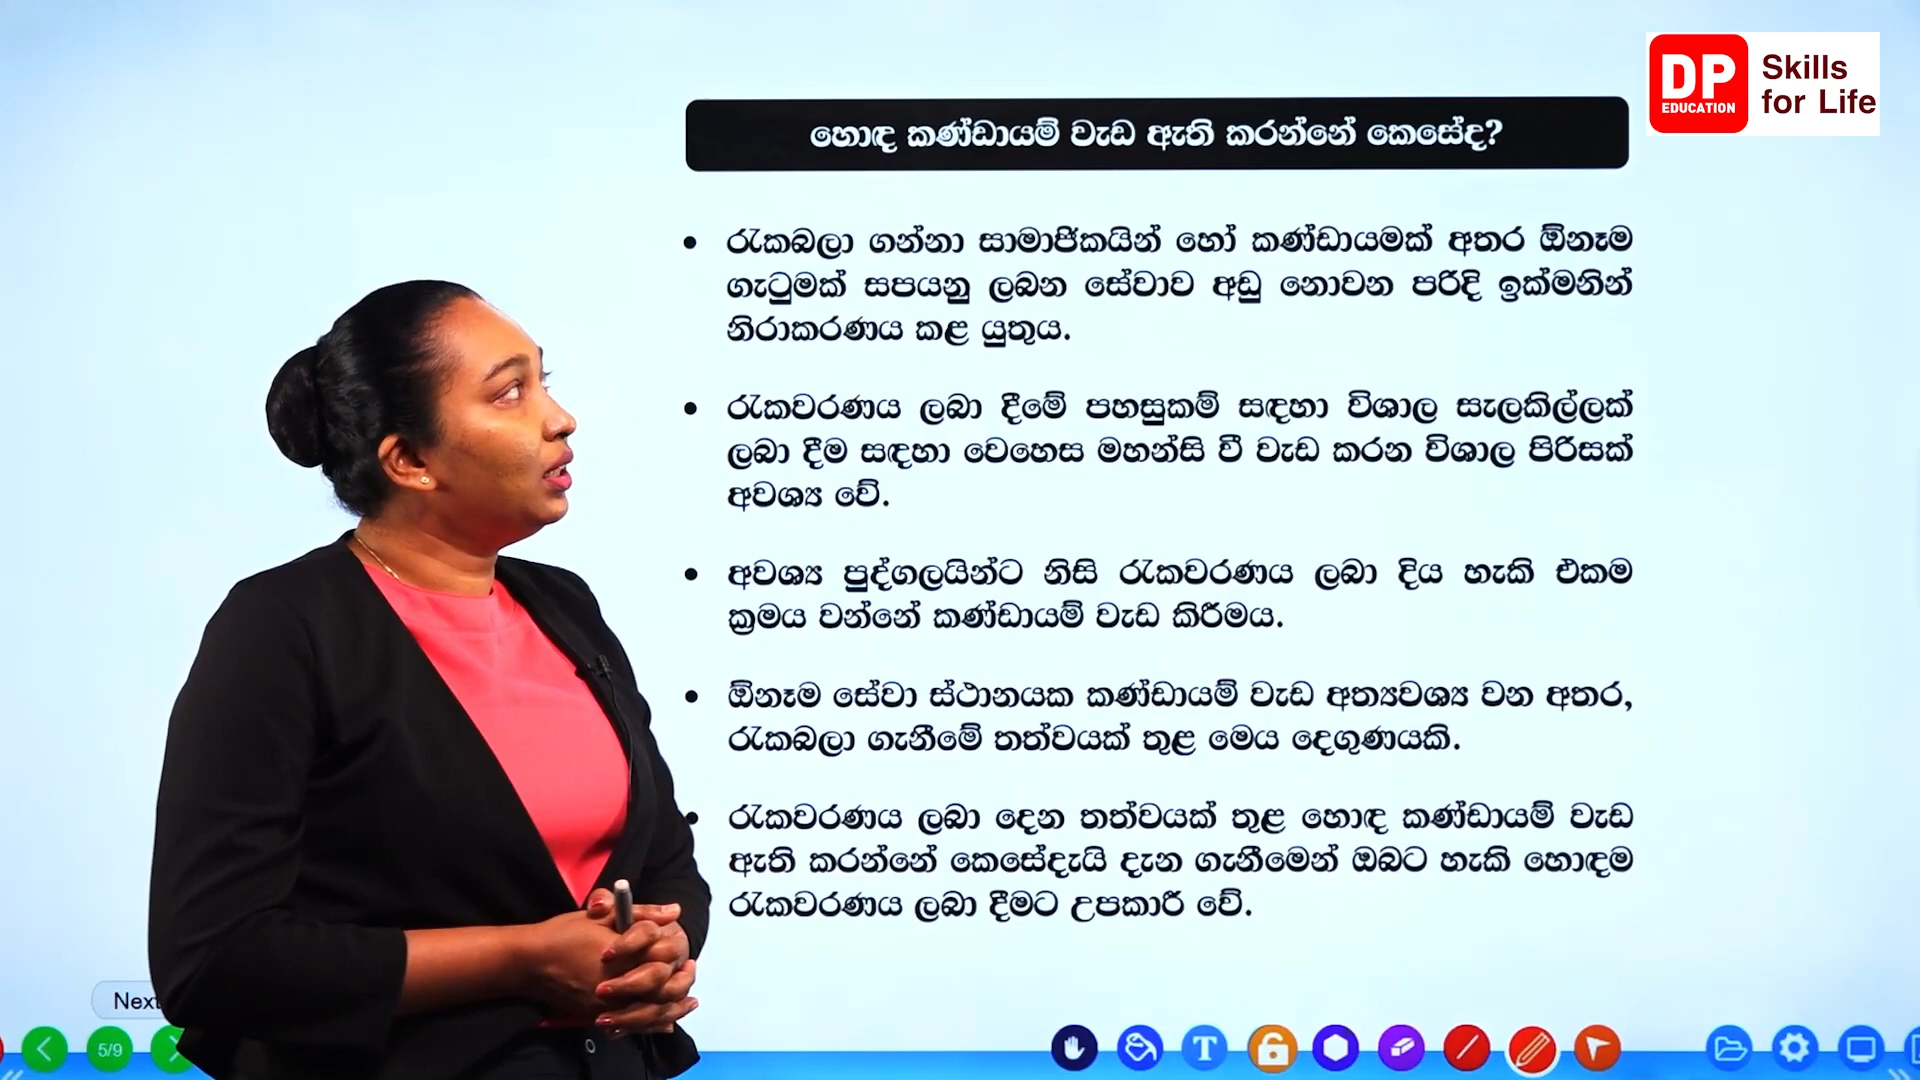 DP
EDUCATION
Skills
for Life
හොඳ කණ්ඩායම් වැඩ ඇති කරන්නේ කෙසේද?
• රැකබලා ගන්නා සාමාජිකයින් හෝ කණ්ඩායමක් අතර ඕනෑම
ගැටුමක් සපයනු ලබන සේවාව අඩු නොවන පරිදි ඉක්මනින්
නිරාකරණය කළ යුතුය.
• රැකවරණය ලබා දීමේ පහසුකම් සඳහා විශාල සැලකිල්ලක්
ලබා දීම සඳහා වෙහෙස මහන්සි වී වැඩ කරන විශාල පිරිසක්
අවශ්‍ය වේ.
• අවශ්‍ය පුද්ගලයින්ට නිසි රැකවරණය ලබා දිය හැකි එකම
ක්‍රමය වන්නේ කණ්ඩායම් වැඩ කිරීමය.
• ඕනෑම සේවා ස්ථානයක කණ්ඩායම් වැඩ අත්‍යවශ්‍ය වන අතර,
රැකබලා ගැනීමේ තත්වයක් තුළ මෙය දෙගුණයකි.
• රැකවරණය ලබා දෙන තත්වයක් තුළ හොඳ කණ්ඩායම් වැඩ
ඇති කරන්නේ කෙසේදැයි දැන ගැනීමෙන් ඔබට හැකි හොඳම
රැකවරණය ලබා දීමට උපකාරී වේ.
Next
5/9
T